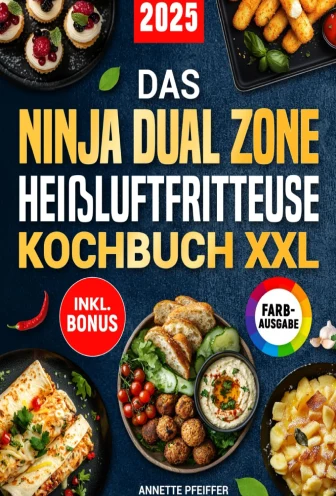 2025
DAS
NINJA DUAL ZONE
HEIẞLUFTFRITTEUSE
KOCHBUCH XXL
INKL.
BONUS
FARB-
AUSGABE
ANNETTE PFEIFFER